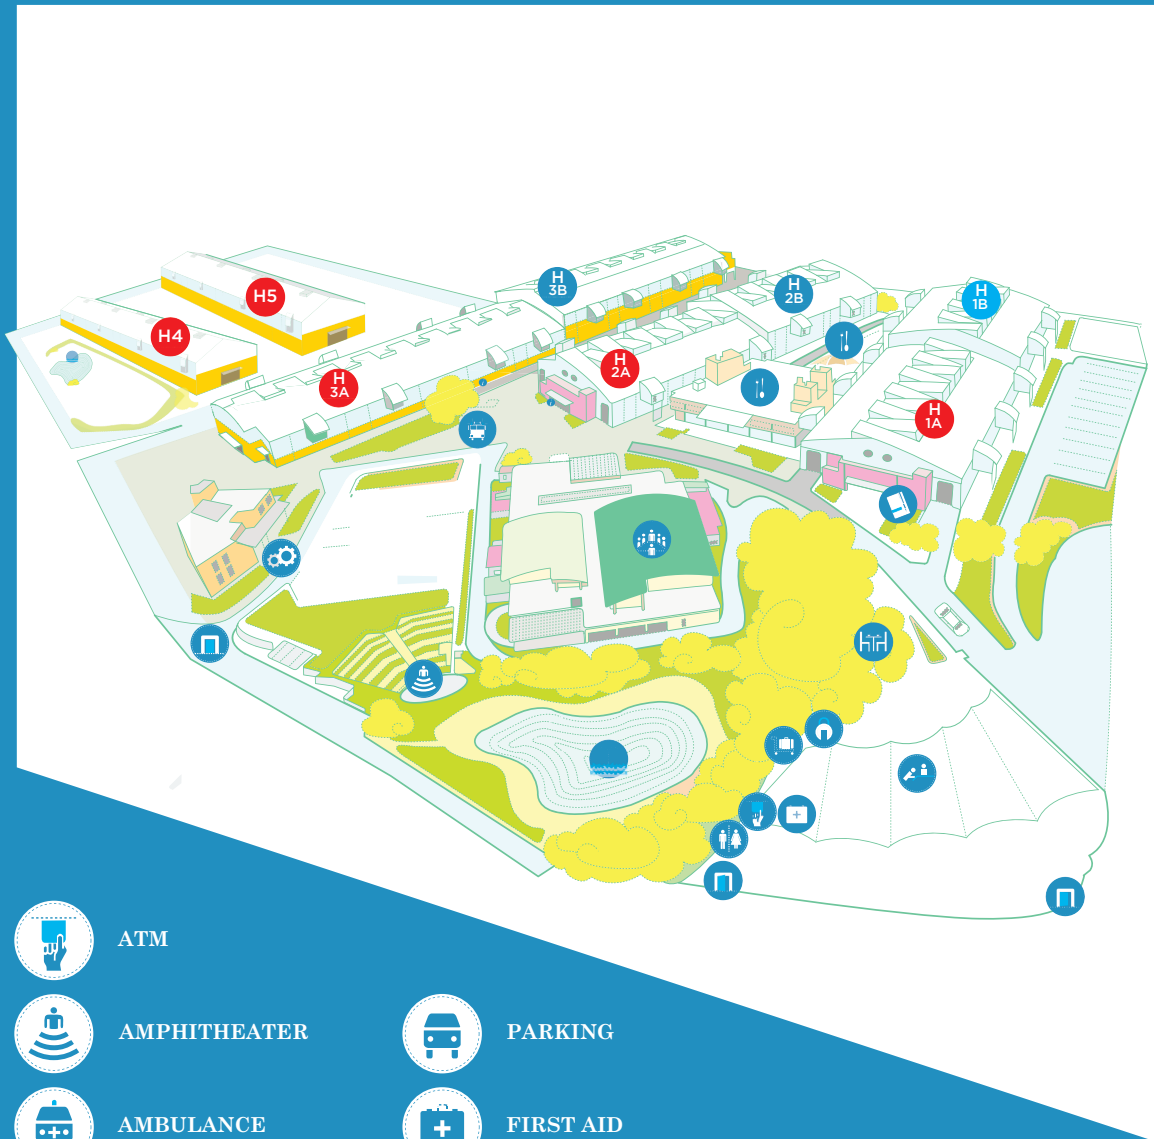 H
3B
H
2B
H
1B
H5
H4
H
3A
H
2A
H
1A
ATM
AMPHITHEATER
PARKING
AMBULANCE
FIRST AID